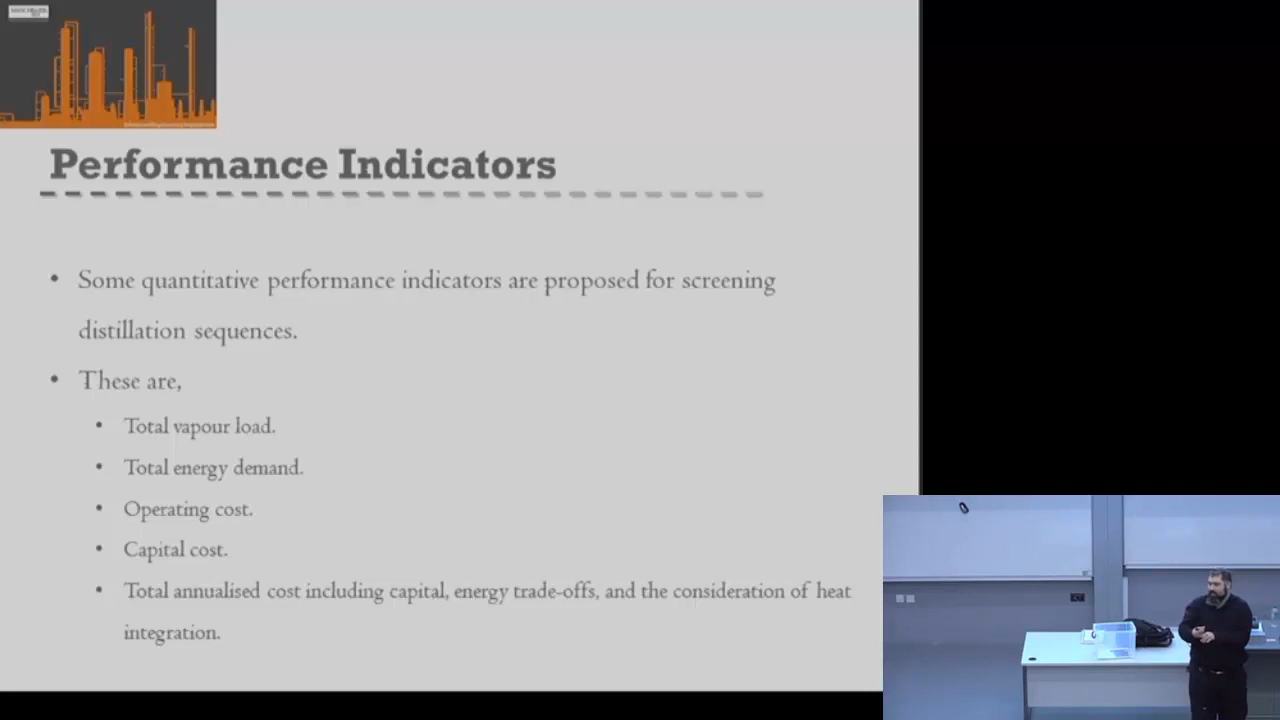 Performance Indicators
• Some quantitative performance indicators are proposed for screening
distillation sequences.
• These are,
• Total vapour load.
• Total energy demand.
• Operating cost.
• Capital cost.
• Total annualised cost including capital, energy trade-offs, and the consideration of heat
integration.